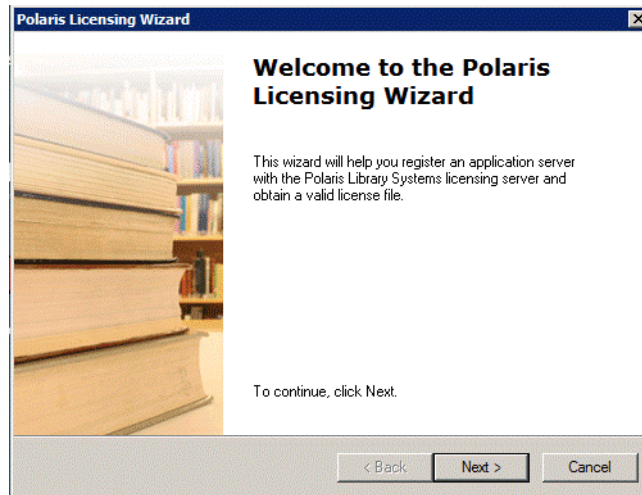 Polaris Licensing Wizard
Welcome to the Polaris
Licensing Wizard
This wizard will help you register an application server
with the Polaris Library Systems licensing server and
obtain a valid license file.
To continue, click Next.
< Back
Next >
Cancel